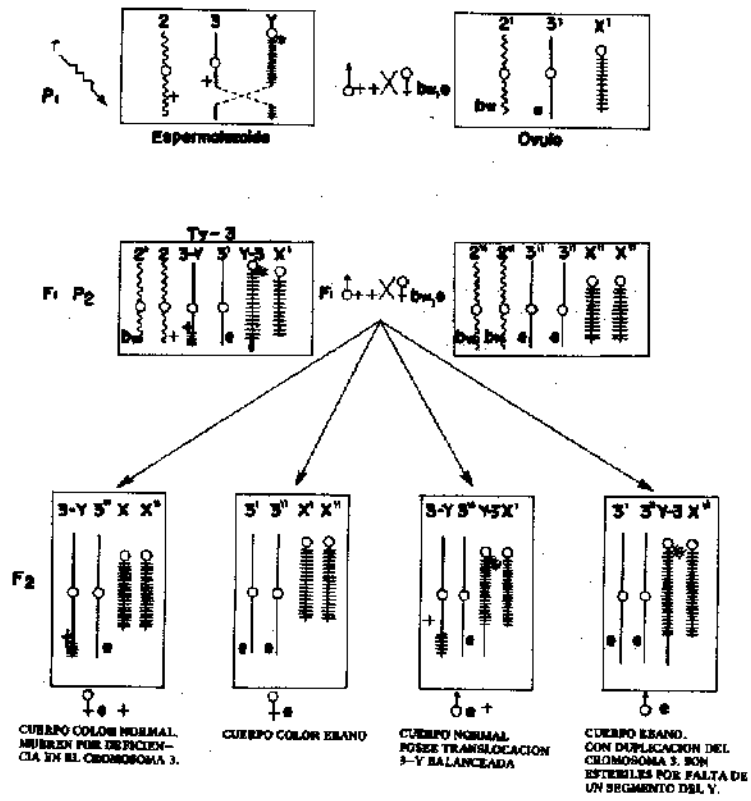 2 3 Y
2' 3' X'
P₁
+ +
♂++X♀bw,e
bw e
Espermatozoide
Ovulo
Ty-3
2' 2 3-Y 3' Y-3 X'
2" 2" 3" 3" X" X"
F₁ P₂
F₁ ♂++X♀bw,e
bw + + e
bw bw e e
3-Y 3" X X"
3' 3" X' X"
3-Y 3" Y-3 X'
3' 3" Y-3 X"
F₂
+ e
e e
+ e
e e
♀e +
♀e
♂e +
♂e
CUERPO COLOR NORMAL.
MUEREN POR DEFICIEN-
CIA EN EL CROMOSOMA 3.
CUERPO COLOR EBANO
CUERPO NORMAL
POSEE TRANSLOCACION
3-Y BALANCEADA
CUERPO EBANO.
CON DUPLICACION DEL
CROMOSOMA 3. SON
ESTERILES POR FALTA DE
UN SEGMENTO DEL Y.